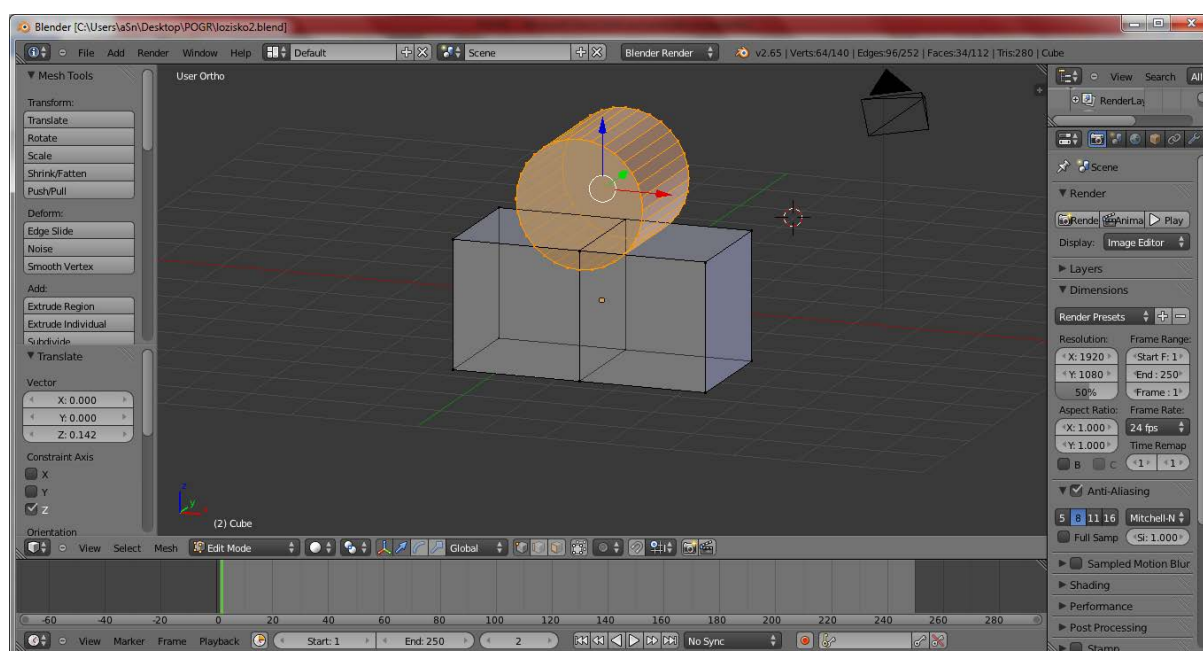 Blender [C:\Users\aSn\Desktop\POGR\lozisko2.blend]
File Add Render Window Help Default Scene Blender Render v2.65 | Verts:64/140 | Edges:96/252 | Faces:34/112 | Tris:280 | Cube
Mesh Tools
Transform:
Translate
Rotate
Scale
Shrink/Fatten
Push/Pull
Deform:
Edge Slide
Noise
Smooth Vertex
Add:
Extrude Region
Extrude Individual
Subdivide
Translate
Vector
X: 0.000
Y: 0.000
Z: 0.142
Constraint Axis
X
Y
Z
Orientation
User Ortho
z
y
x
(2) Cube
View Select Mesh Edit Mode Global
-60 -40 -20 0 20 40 60 80 100 120 140 160 180 200 220 240 260 280
View Marker Frame Playback Start: 1 End: 250 2 No Sync
View Search All
RenderLay
Scene
Render
Rende Anima Play
Display: Image Editor
Layers
Dimensions
Render Presets
Resolution: Frame Range:
X: 1920 Start F: 1
Y: 1080 End : 250
50% Frame : 1
Aspect Ratio: Frame Rate:
X: 1.000 24 fps
Y: 1.000 Time Remap
B C 1 1
Anti-Aliasing
5 8 11 16 Mitchell-N
Full Samp Si: 1.000
Sampled Motion Blur
Shading
Performance
Post Processing
Stamp